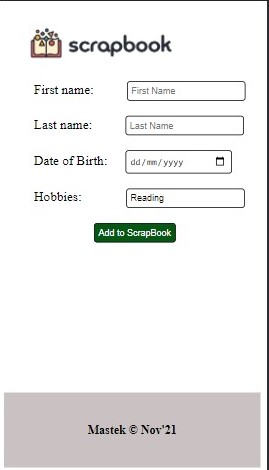 scrapbook
First name: First Name
Last name: Last Name
Date of Birth: dd/mm/yyyy
Hobbies: Reading
Add to ScrapBook
Mastek © Nov'21